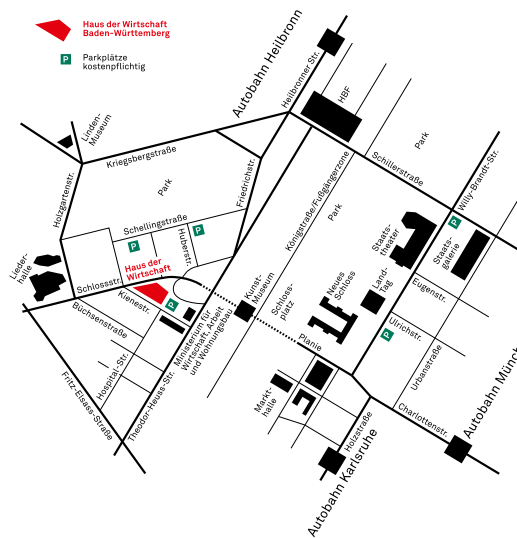 Haus der Wirtschaft
Baden-Württemberg
P
Parkplätze
kostenpflichtig
Autobahn Heilbronn
Heilbronner Str.
HBF
Linden-
Museum
Kriegsbergstraße
Park
Schillerstraße
Willy-Brandt-Str.
Holzgartenstr.
Park
Friedrichstr.
Königstraße/Fußgängerzone
Park
Schellingstraße
P
P
Huberstr.
P
Staats-
theater
Staats-
galerie
Lieder-
halle
Haus der
Wirtschaft
Schlossstr.
Kienestr.
P
Kunst-
Museum
Schloss-
platz
Neues
Schloss
Land-
Tag
Eugenstr.
Büchsenstraße
Ministerium für
Wirtschaft, Arbeit
und Wohnungsbau
Planie
P
Ulrichstr.
Urbanstraße
Hospital-Str.
Fritz-Elsass-Straße
Theodor-Heuss-Str.
Markt-
halle
Holzstraße
Charlottenstr.
Autobahn Karlsruhe
Autobahn Münch